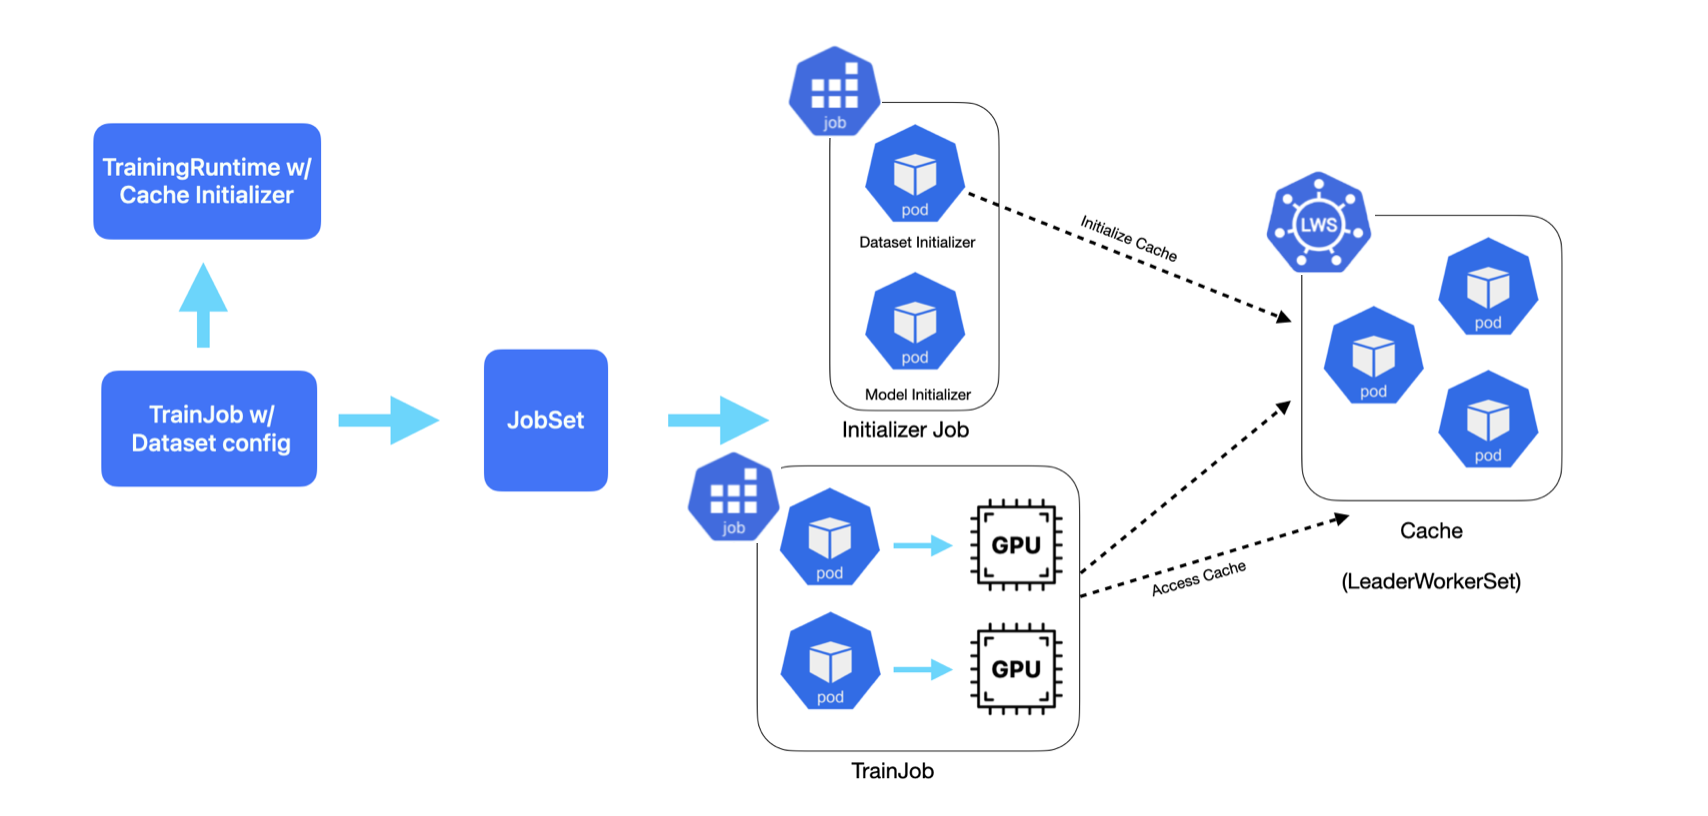 TrainingRuntime w/
Cache Initializer
TrainJob w/
Dataset config
JobSet
job
pod
Dataset Initializer
pod
Model Initializer
Initializer Job
job
pod
GPU
pod
GPU
TrainJob
Initialize Cache
Access Cache
LWS
pod
pod
pod
Cache
(LeaderWorkerSet)